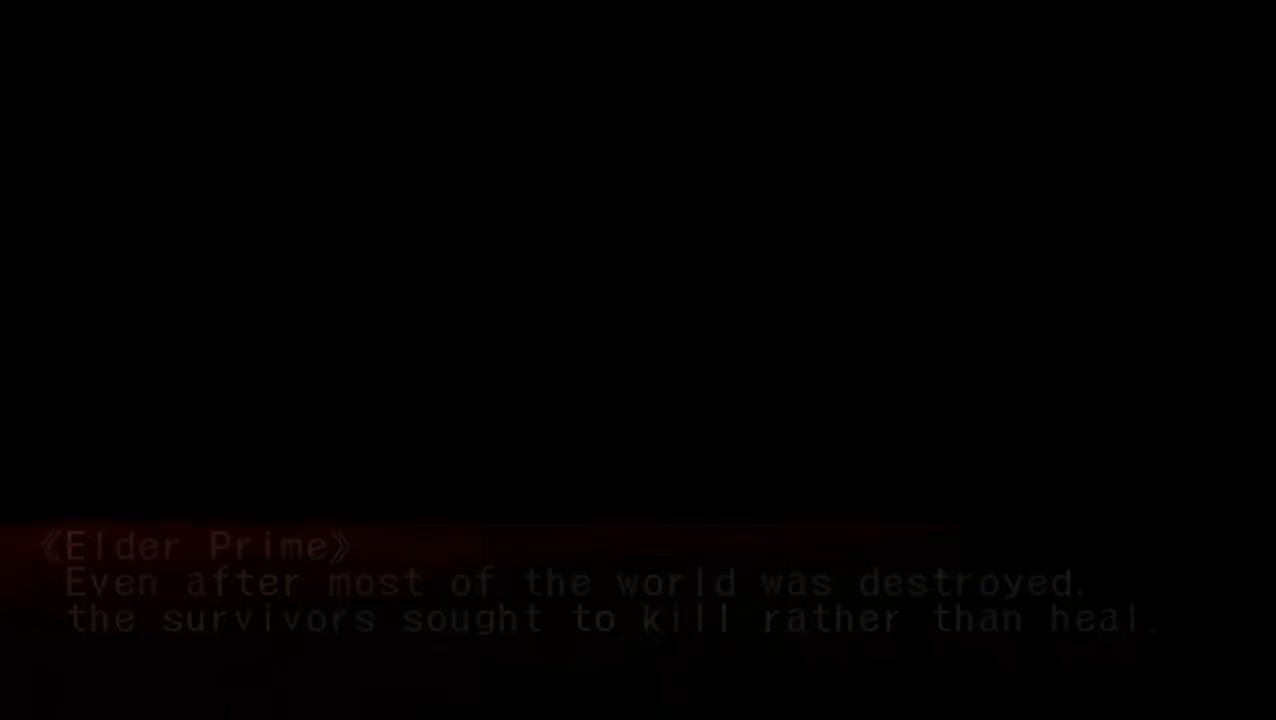 《Elder Prime》
Even after most of the world was destroyed,
the survivors sought to kill rather than heal.